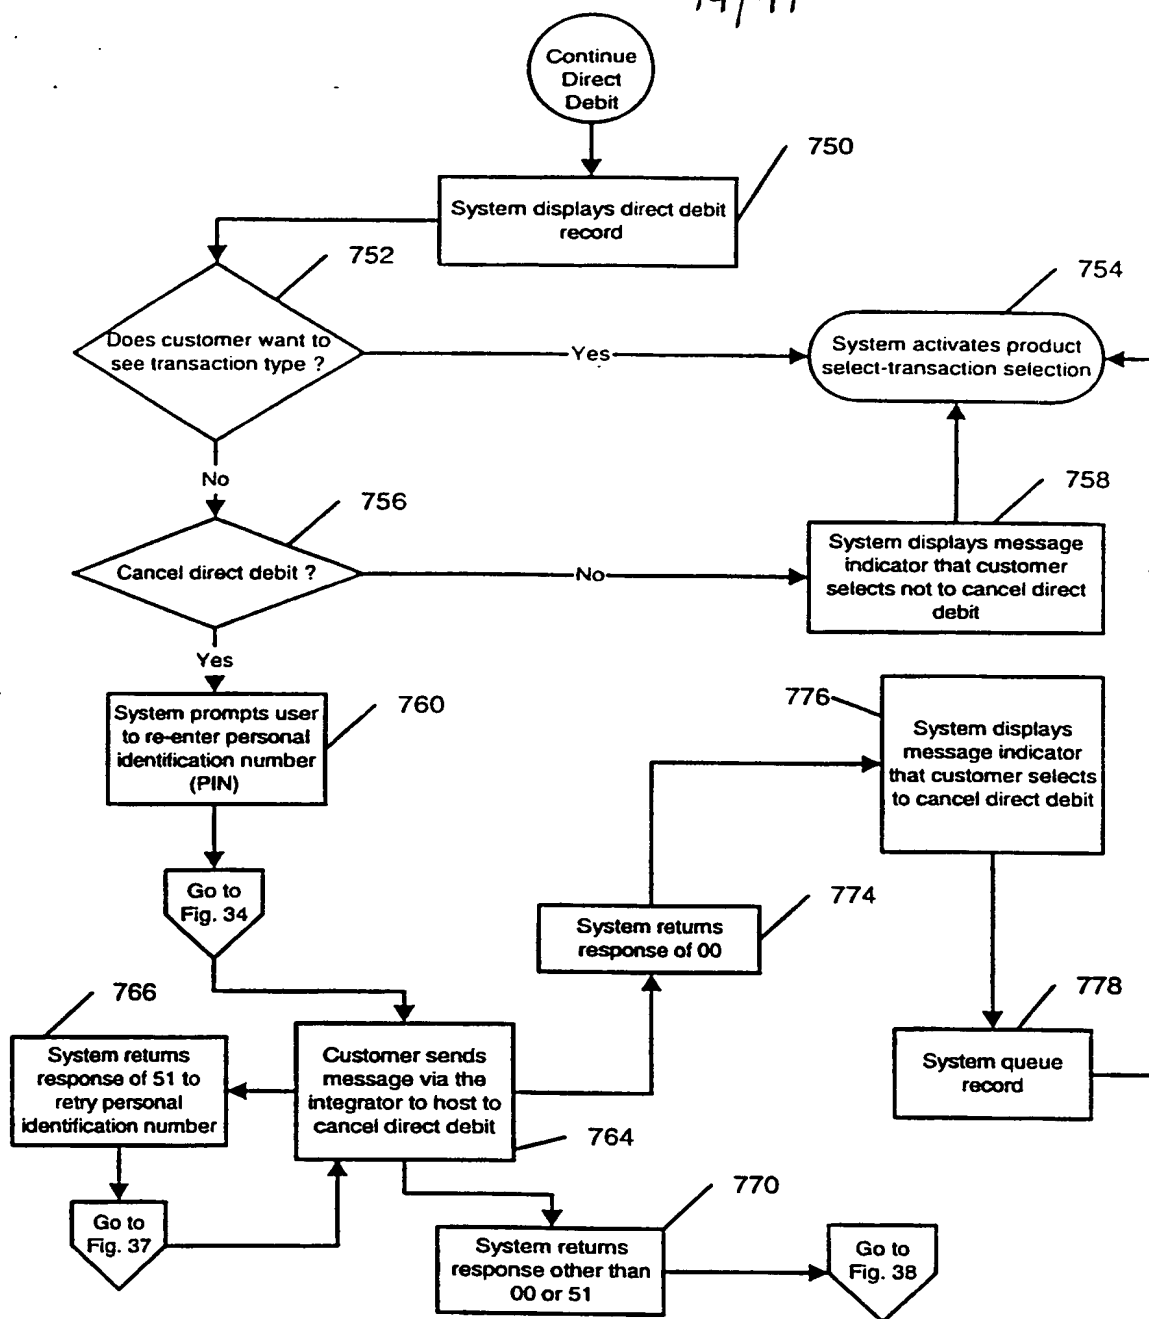 Continue
Direct
Debit
750
System displays direct debit
record
752
754
Does customer want to
see transaction type ?
Yes
System activates product
select-transaction selection
No
756
758
Cancel direct debit ?
No
System displays message
indicator that customer
selects not to cancel direct
debit
Yes
760
System prompts user
to re-enter personal
identification number
(PIN)
776
System displays
message indicator
that customer selects
to cancel direct debit
Go to
Fig. 34
774
System returns
response of 00
766
778
System returns
response of 51 to
retry personal
identification number
Customer sends
message via the
integrator to host to
cancel direct debit
System queue
record
764
770
Go to
Fig. 37
System returns
response other than
00 or 51
Go to
Fig. 38